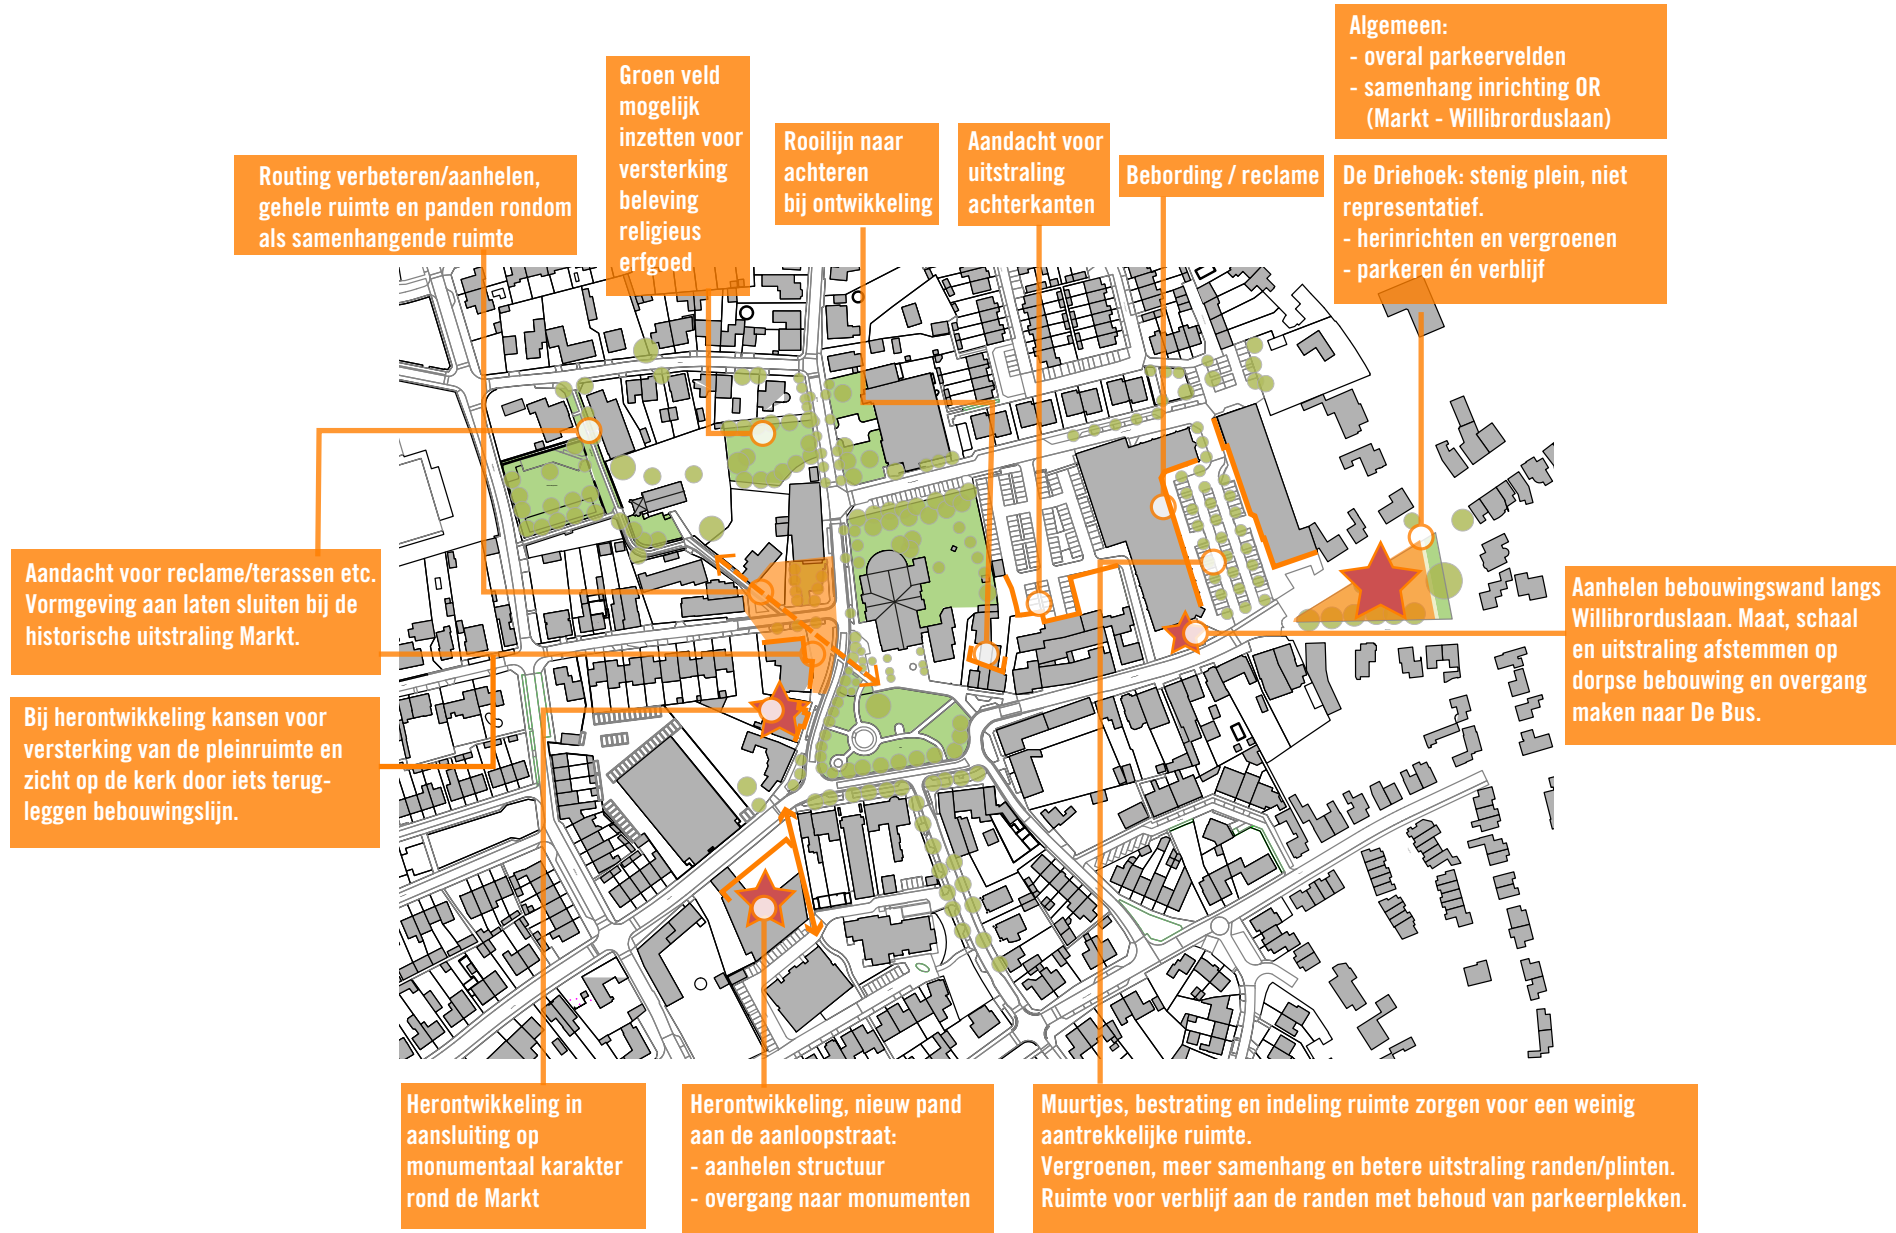 Algemeen:
- overal parkeervelden
- samenhang inrichting OR
(Markt - Willibrorduslaan)
Groen veld
mogelijk
inzetten voor
versterking
beleving
religieus
erfgoed
Rooilijn naar
achteren
bij ontwikkeling
Aandacht voor
uitstraling
achterkanten
Bebording / reclame
De Driehoek: stenig plein, niet
representatief.
- herinrichten en vergroenen
- parkeren én verblijf
Routing verbeteren/aanhelen,
gehele ruimte en panden rondom
als samenhangende ruimte
Aandacht voor reclame/terassen etc.
Vormgeving aan laten sluiten bij de
historische uitstraling Markt.
Aanhelen bebouwingswand langs
Willibrorduslaan. Maat, schaal
en uitstraling afstemmen op
dorpse bebouwing en overgang
maken naar De Bus.
Bij herontwikkeling kansen voor
versterking van de pleinruimte en
zicht op de kerk door iets terug-
leggen bebouwingslijn.
Herontwikkeling in
aansluiting op
monumentaal karakter
rond de Markt
Herontwikkeling, nieuw pand
aan de aanloopstraat:
- aanhelen structuur
- overgang naar monumenten
Muurtjes, bestrating en indeling ruimte zorgen voor een weinig
aantrekkelijke ruimte.
Vergroenen, meer samenhang en betere uitstraling randen/plinten.
Ruimte voor verblijf aan de randen met behoud van parkeerplekken.